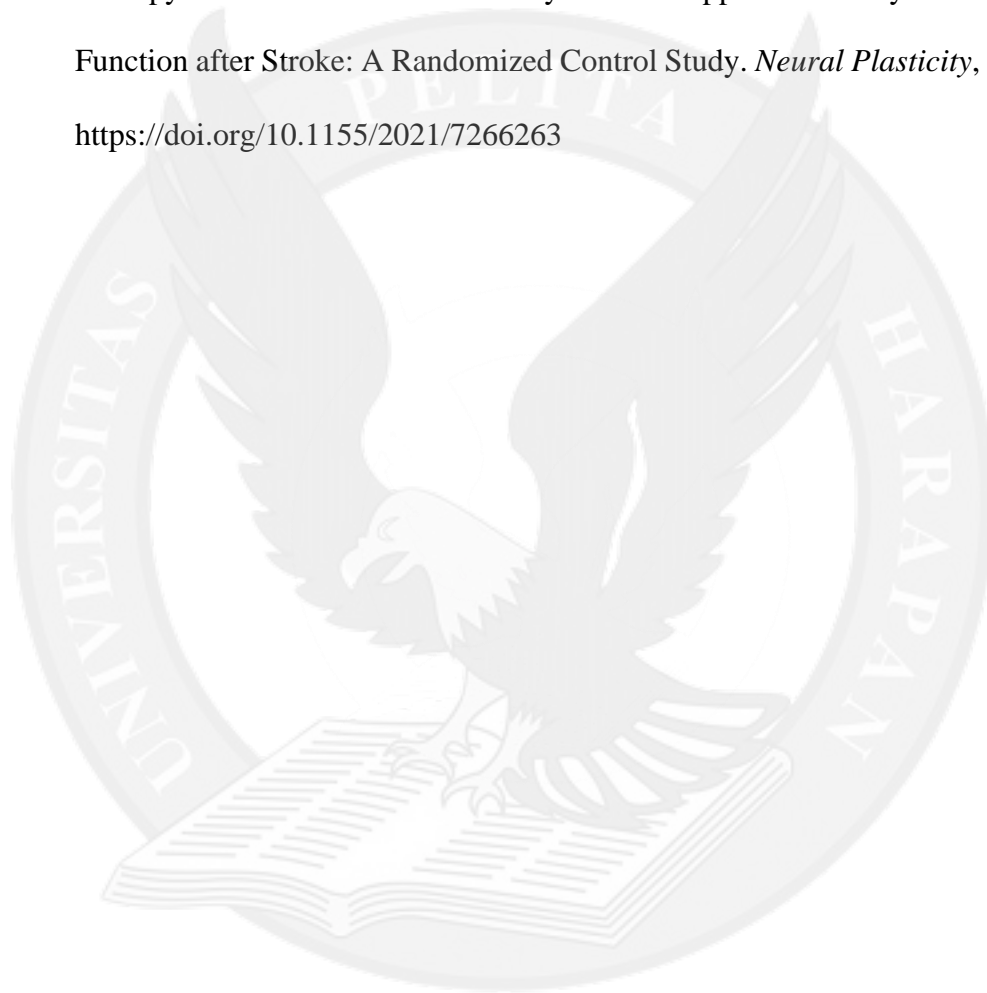 Function after Stroke: A Randomized Control Study. Neural Plasticity,
https://doi.org/10.1155/2021/7266263
UNIVERSITAS PELITA HARAPAN